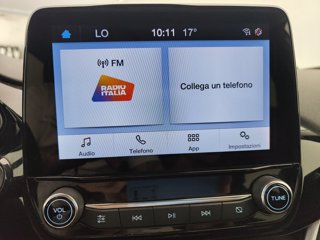 LO 10:11 17°
FM
RADIO
ITALIA
Collega un telefono
Audio Telefono App Impostazioni
VOL
TUNE